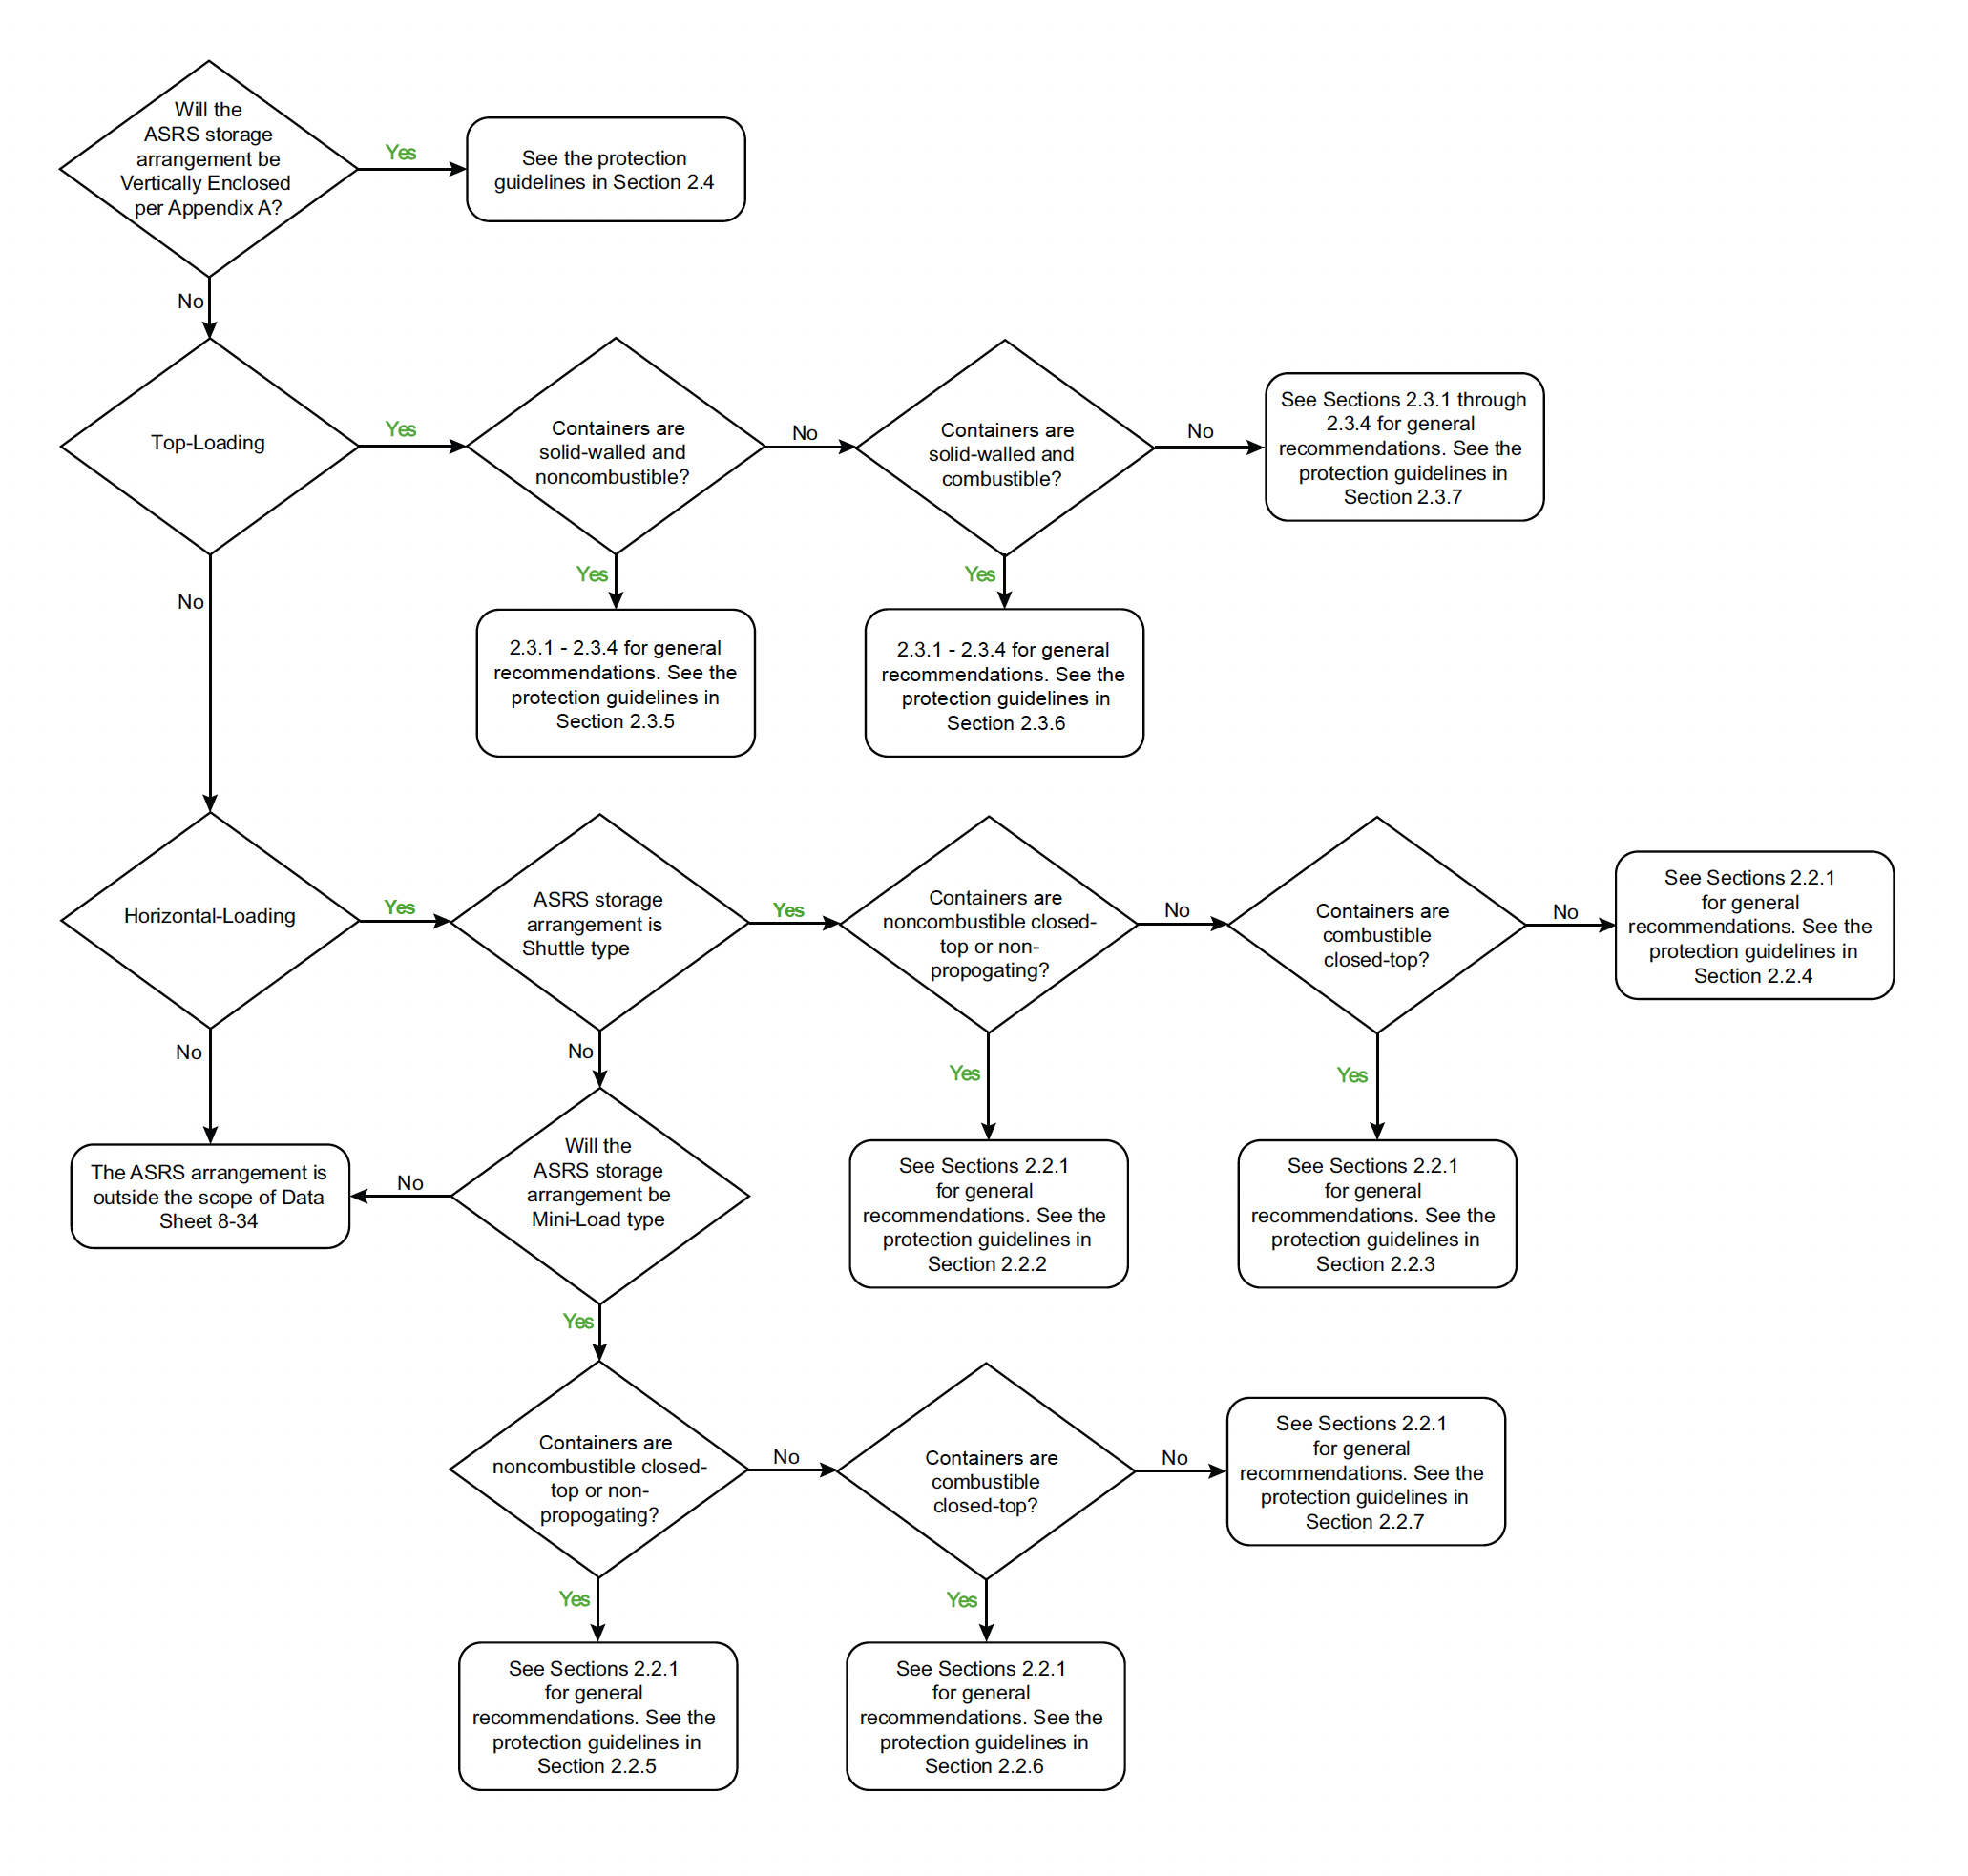 Will the
ASRS storage
arrangement be
Vertically Enclosed
per Appendix A?
Yes
See the protection
guidelines in Section 2.4
No
Top-Loading
Yes
Containers are
solid-walled and
noncombustible?
No
Containers are
solid-walled and
combustible?
No
See Sections 2.3.1 through
2.3.4 for general
recommendations. See the
protection guidelines in
Section 2.3.7
Yes
2.3.1 - 2.3.4 for general
recommendations. See the
protection guidelines in
Section 2.3.5
Yes
2.3.1 - 2.3.4 for general
recommendations. See the
protection guidelines in
Section 2.3.6
No
Horizontal-Loading
Yes
ASRS storage
arrangement is
Shuttle type
Yes
Containers are
noncombustible closed-
top or non-
propogating?
No
Containers are
combustible
closed-top?
No
See Sections 2.2.1
for general
recommendations. See the
protection guidelines in
Section 2.2.4
No
The ASRS arrangement is
outside the scope of Data
Sheet 8-34
No
No
Will the
ASRS storage
arrangement be
Mini-Load type
Yes
See Sections 2.2.1
for general
recommendations. See the
protection guidelines in
Section 2.2.2
Yes
See Sections 2.2.1
for general
recommendations. See the
protection guidelines in
Section 2.2.3
Yes
Containers are
noncombustible closed-
top or non-
propogating?
No
Containers are
combustible
closed-top?
No
See Sections 2.2.1
for general
recommendations. See the
protection guidelines in
Section 2.2.7
Yes
See Sections 2.2.1
for general
recommendations. See the
protection guidelines in
Section 2.2.5
Yes
See Sections 2.2.1
for general
recommendations. See the
protection guidelines in
Section 2.2.6